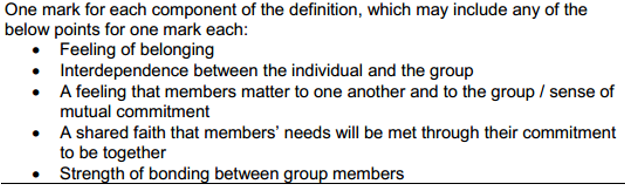 One mark for each component of the definition, which may include any of the
below points for one mark each:
• Feeling of belonging
• Interdependence between the individual and the group
• A feeling that members matter to one another and to the group / sense of
mutual commitment
• A shared faith that members' needs will be met through their commitment
to be together
• Strength of bonding between group members